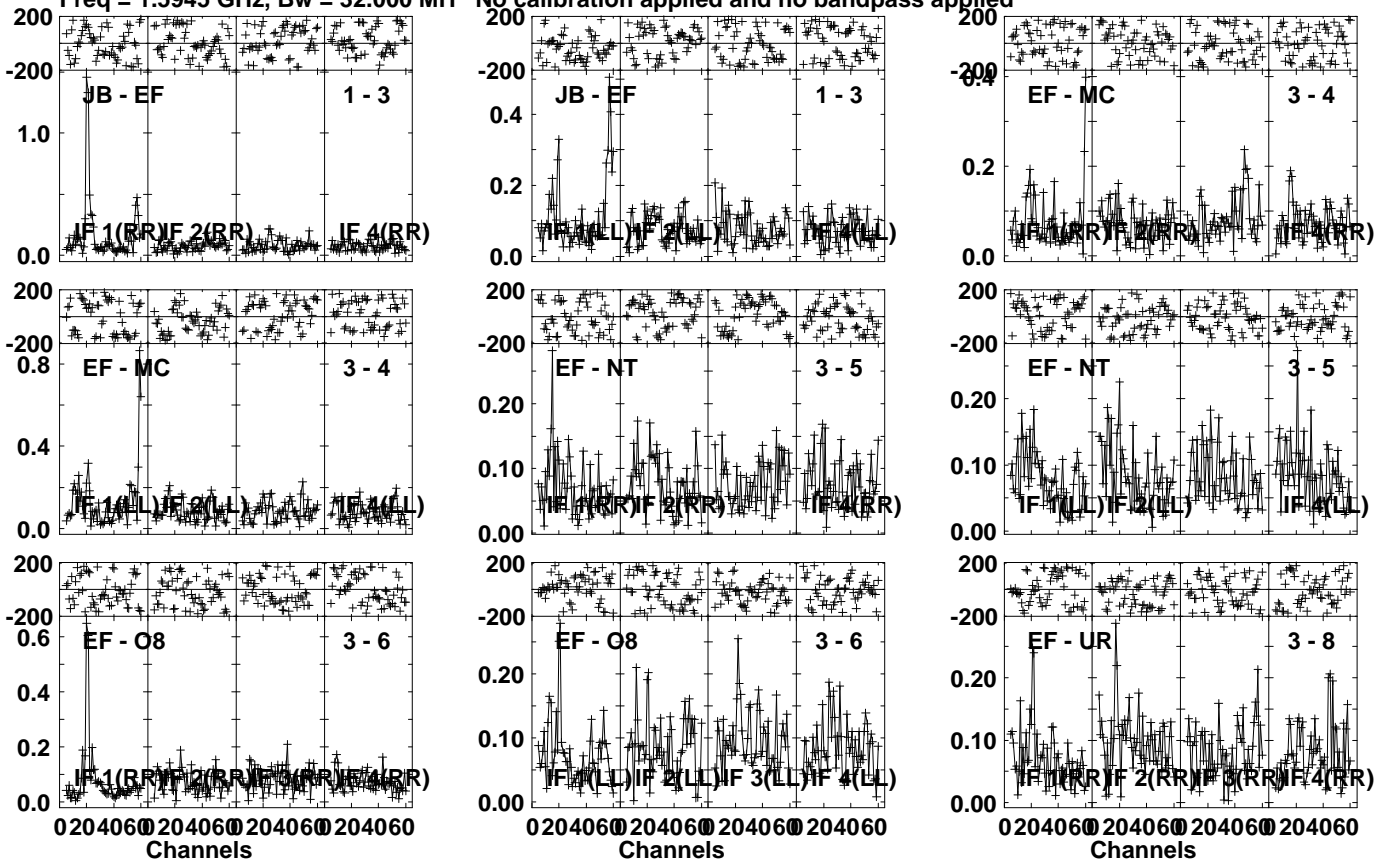 Freq = 1.5945 GHz, Bw = 32.000 MH No calibration applied and no bandpass applied
200
-200
JB - EF 1 - 3
1.0
0.0
IF 1(RR) IF 2(RR) IF 4(RR)
200
-200
JB - EF 1 - 3
0.4
0.2
0.0
IF 1(LL) IF 2(LL) IF 4(LL)
200
-200
0.4
EF - MC 3 - 4
0.2
0.0
IF 1(RR) IF 2(RR) IF 4(RR)
200
-200
EF - MC 3 - 4
0.8
0.4
0.0
IF 1(LL) IF 2(LL) IF 4(LL)
200
-200
EF - NT 3 - 5
0.20
0.10
0.00
IF 1(RR) IF 2(RR) IF 4(RR)
200
-200
EF - NT 3 - 5
0.20
0.10
0.00
IF 1(LL) IF 2(LL) IF 4(LL)
200
-200
EF - O8 3 - 6
0.6
0.4
0.2
0.0
IF 1(RR) IF 2(RR) IF 3(RR) IF 4(RR)
0 20 40 60 0 20 40 60 0 20 40 60 0 20 40 60
Channels
200
-200
EF - O8 3 - 6
0.20
0.10
0.00
IF 1(LL) IF 2(LL) IF 3(LL) IF 4(LL)
0 20 40 60 0 20 40 60 0 20 40 60 0 20 40 60
Channels
200
-200
EF - UR 3 - 8
0.20
0.10
0.00
IF 1(RR) IF 2(RR) IF 3(RR) IF 4(RR)
0 20 40 60 0 20 40 60 0 20 40 60 0 20 40 60
Channels